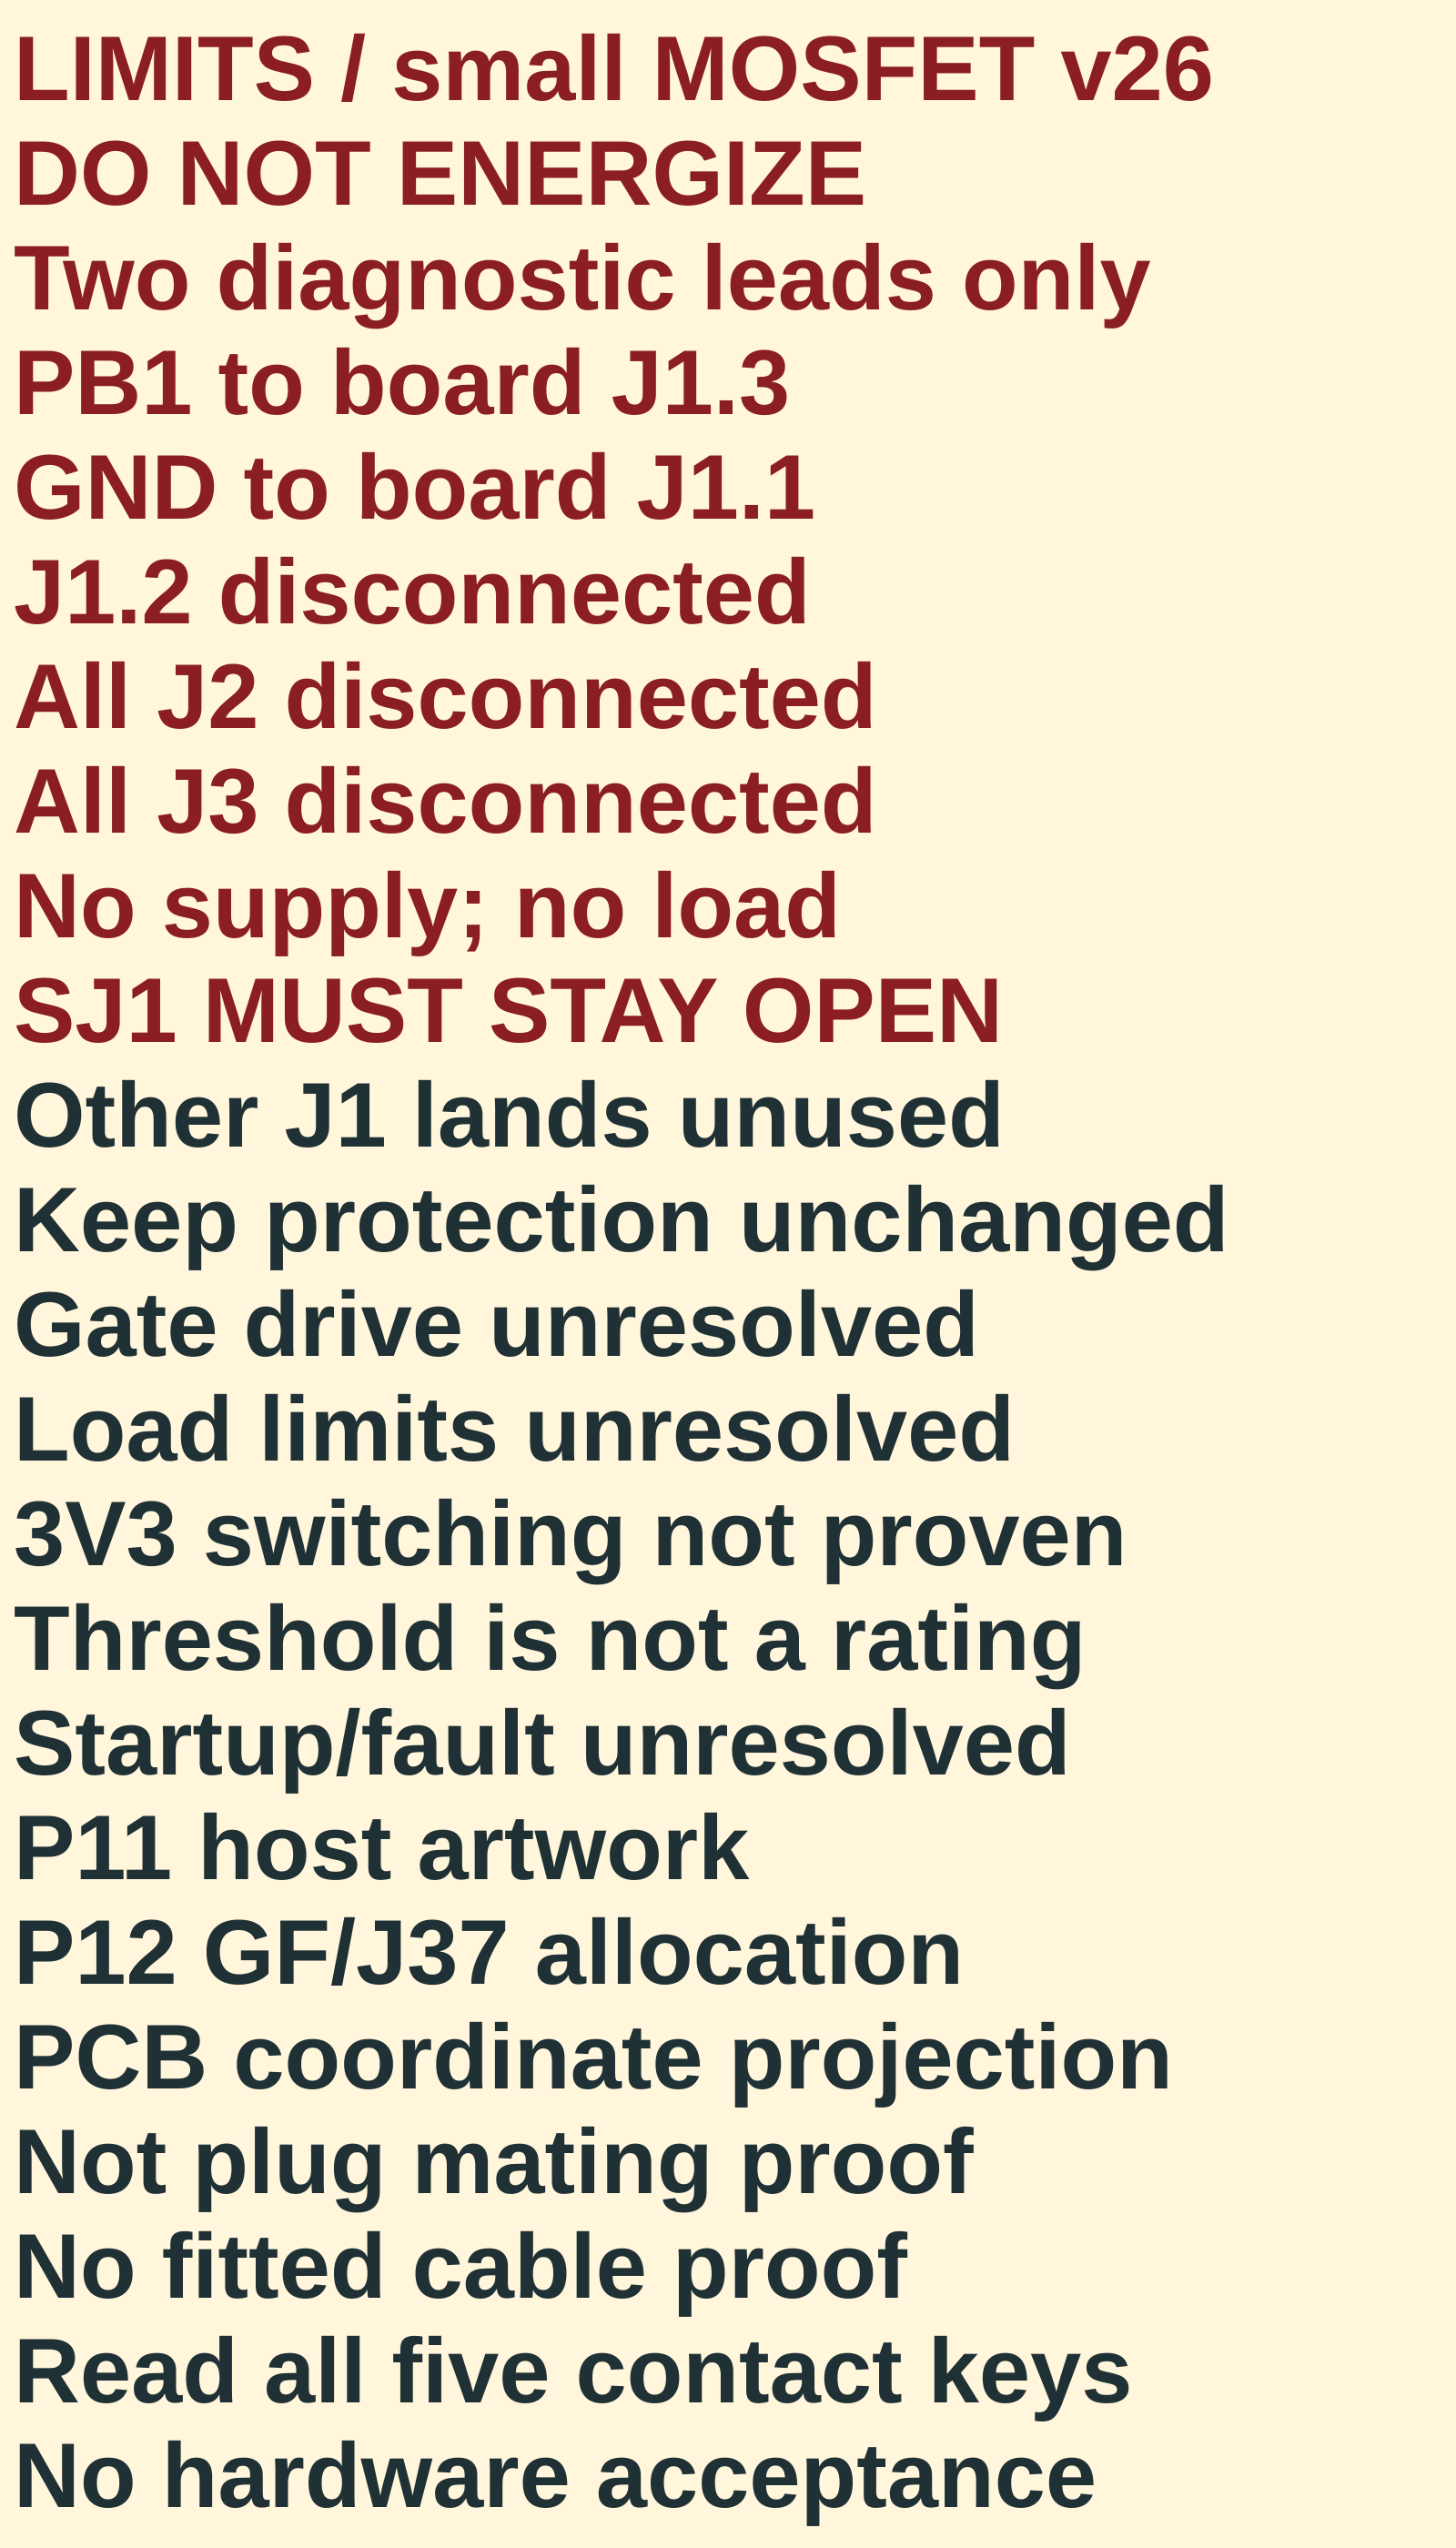 LIMITS / small MOSFET v26
DO NOT ENERGIZE
Two diagnostic leads only
PB1 to board J1.3
GND to board J1.1
J1.2 disconnected
All J2 disconnected
All J3 disconnected
No supply; no load
SJ1 MUST STAY OPEN
Other J1 lands unused
Keep protection unchanged
Gate drive unresolved
Load limits unresolved
3V3 switching not proven
Threshold is not a rating
Startup/fault unresolved
P11 host artwork
P12 GF/J37 allocation
PCB coordinate projection
Not plug mating proof
No fitted cable proof
Read all five contact keys
No hardware acceptance